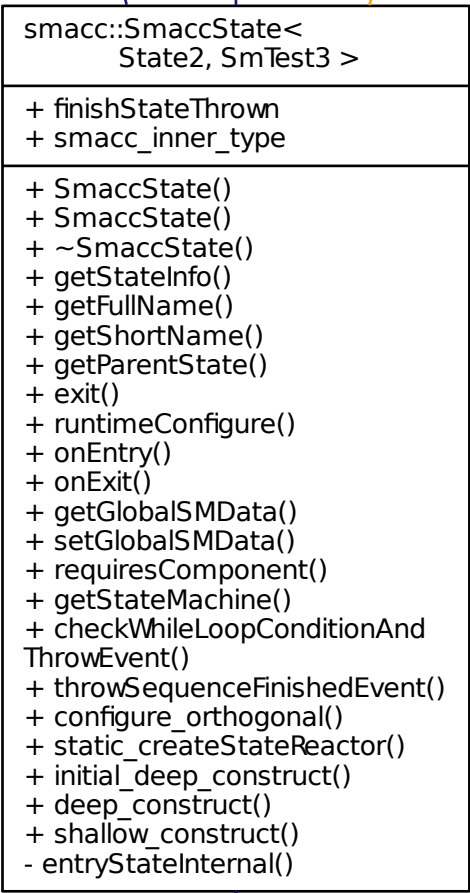 smacc::SmaccState<
State2, SmTest3 >
+ finishStateThrown
+ smacc_inner_type
+ SmaccState()
+ SmaccState()
+ ~SmaccState()
+ getStateInfo()
+ getFullName()
+ getShortName()
+ getParentState()
+ exit()
+ runtimeConfigure()
+ onEntry()
+ onExit()
+ getGlobalSMData()
+ setGlobalSMData()
+ requiresComponent()
+ getStateMachine()
+ checkWhileLoopConditionAnd
ThrowEvent()
+ throwSequenceFinishedEvent()
+ configure_orthogonal()
+ static_createStateReactor()
+ initial_deep_construct()
+ deep_construct()
+ shallow_construct()
- entryStateInternal()